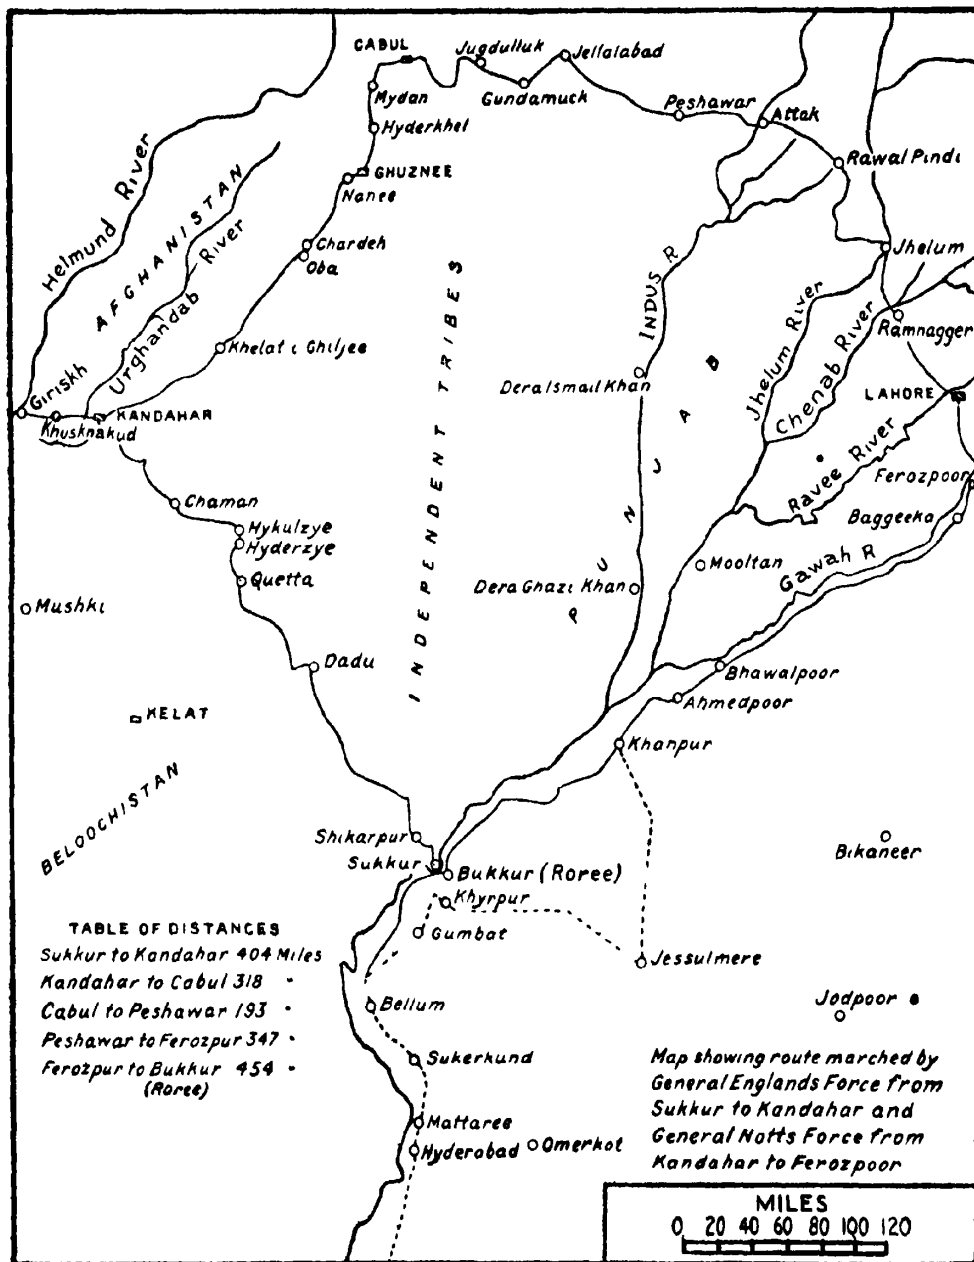 CABUL
Jugdulluk
Jellalabad
Mydan
Gundamuck
Peshawar
Attak
Hyderkhel
Rawal Pindi
GHUZNEE
Nanee
Helmund River
AFGHANISTAN
Urghandab River
Chardeh
Oba
INDUS R
Jhelum
Khelat i Ghiljee
INDEPENDENT TRIBES
Dera Ismail Khan
PUNJAB
Jhelum River
Chenab River
Ramnagger
Giriskh
Khusknakud
KANDAHAR
LAHORE
Ravee River
Ferozpoor
Chaman
Baggeeka
Hykulzye
Hyderzye
Quetta
Mooltan
Gawah R
Mushki
Dera Ghazi Khan
Dadu
Bhawalpoor
Ahmedpoor
KELAT
Khanpur
BELOOCHISTAN
Shikarpur
Bikaneer
Sukkur
Bukkur (Roree)
Khyrpur
Gumbat
Jessulmere
TABLE OF DISTANCES
Sukkur to Kandahar 404 Miles
Kandahar to Cabul 318 "
Cabul to Peshawar 193 "
Peshawar to Ferozpur 347 "
Ferozpur to Bukkur 454 "
(Roree)
Bellum
Jodpoor
Sukerkund
Mattaree
Hyderabad
Omerkot
Map showing route marched by
General Englands Force from
Sukkur to Kandahar and
General Notts Force from
Kandahar to Ferozpoor
MILES
0 20 40 60 80 100 120